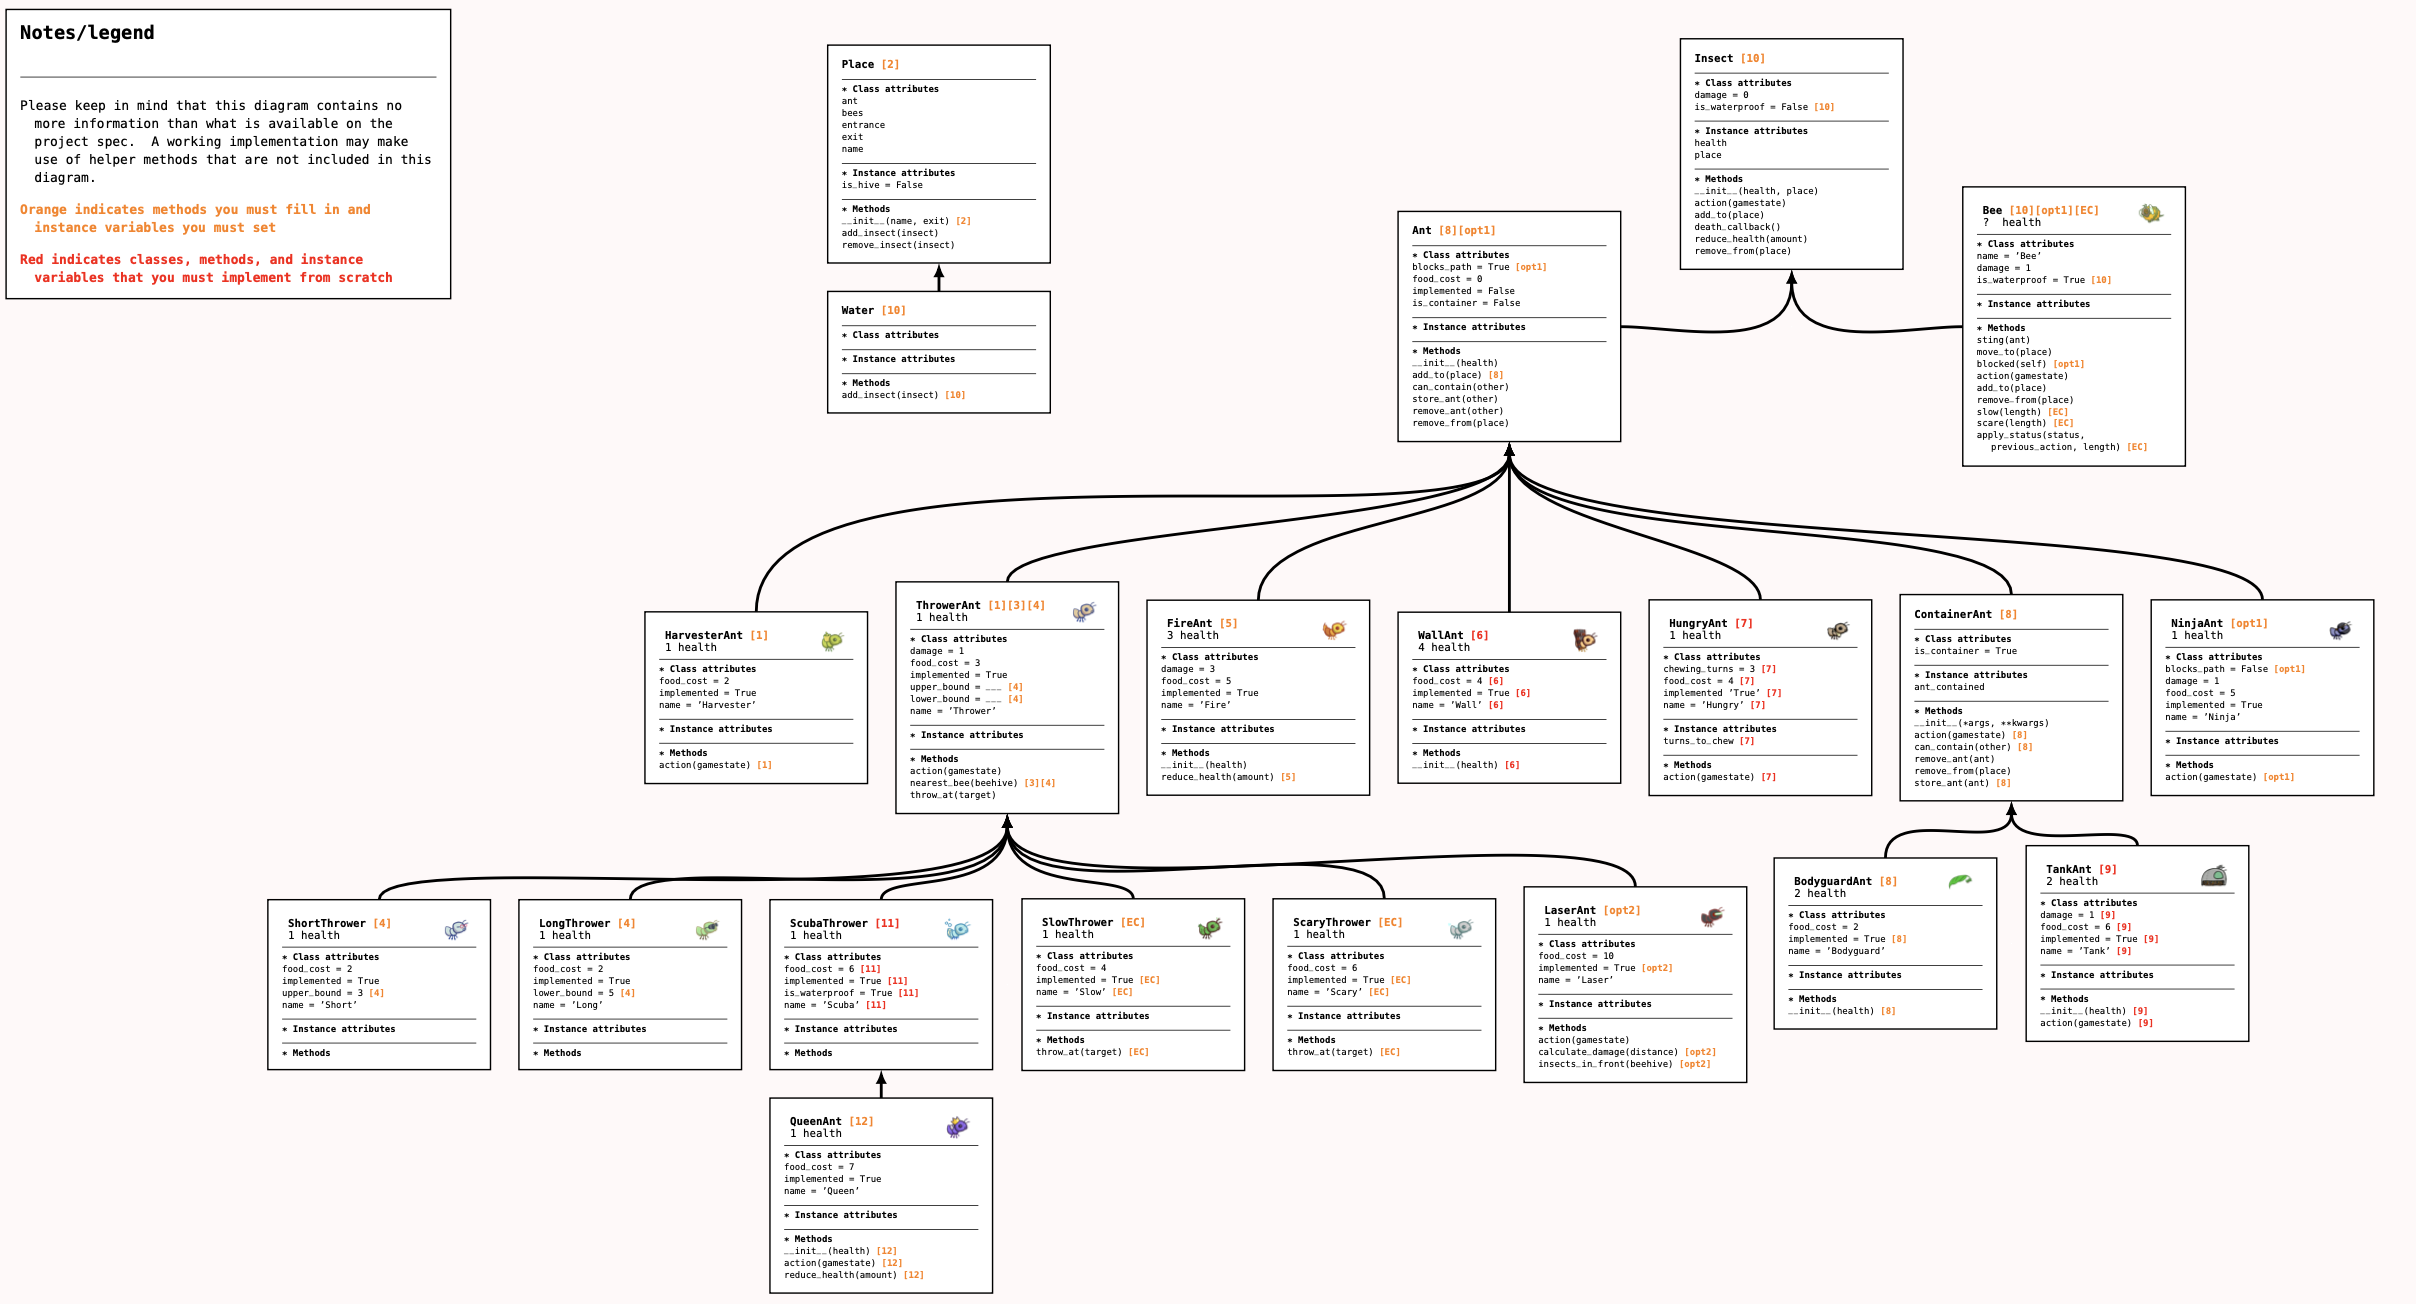 Notes/legend
Please keep in mind that this diagram contains no
more information than what is available on the
project spec.  A working implementation may make
use of helper methods that are not included in this
diagram.
Orange indicates methods you must fill in and
instance variables you must set
Red indicates classes, methods, and instance
variables that you must implement from scratch
Place [2]
* Class attributes
ant
bees
entrance
exit
name
* Instance attributes
is_hive = False
* Methods
__init__(name, exit) [2]
add_insect(insect)
remove_insect(insect)
Water [10]
* Class attributes
* Instance attributes
* Methods
add_insect(insect) [10]
Insect [10]
* Class attributes
damage = 0
is_waterproof = False [10]
* Instance attributes
health
place
* Methods
__init__(health, place)
action(gamestate)
add_to(place)
death_callback()
reduce_health(amount)
remove_from(place)
Ant [8][opt1]
* Class attributes
blocks_path = True [opt1]
food_cost = 0
implemented = False
is_container = False
* Instance attributes
* Methods
__init__(health)
add_to(place) [8]
can_contain(other)
store_ant(other)
remove_ant(other)
remove_from(place)
Bee [10][opt1][EC]
?  health
* Class attributes
name = ’Bee’
damage = 1
is_waterproof = True [10]
* Instance attributes
* Methods
sting(ant)
move_to(place)
blocked(self) [opt1]
action(gamestate)
add_to(place)
remove_from(place)
slow(length) [EC]
scare(length) [EC]
apply_status(status,
previous_action, length) [EC]
HarvesterAnt [1]
1 health
* Class attributes
food_cost = 2
implemented = True
name = ’Harvester’
* Instance attributes
* Methods
action(gamestate) [1]
ThrowerAnt [1][3][4]
1 health
* Class attributes
damage = 1
food_cost = 3
implemented = True
upper_bound = ___ [4]
lower_bound = ___ [4]
name = ’Thrower’
* Instance attributes
* Methods
action(gamestate)
nearest_bee(beehive) [3][4]
throw_at(target)
FireAnt [5]
3 health
* Class attributes
damage = 3
food_cost = 5
implemented = True
name = ’Fire’
* Instance attributes
* Methods
__init__(health)
reduce_health(amount) [5]
WallAnt [6]
4 health
* Class attributes
food_cost = 4 [6]
implemented = True [6]
name = ’Wall’ [6]
* Instance attributes
* Methods
__init__(health) [6]
HungryAnt [7]
1 health
* Class attributes
chewing_turns = 3 [7]
food_cost = 4 [7]
implemented ’True’ [7]
name = ’Hungry’ [7]
* Instance attributes
turns_to_chew [7]
* Methods
action(gamestate) [7]
ContainerAnt [8]
* Class attributes
is_container = True
* Instance attributes
ant_contained
* Methods
__init__(*args, **kwargs)
action(gamestate) [8]
can_contain(other) [8]
remove_ant(ant)
remove_from(place)
store_ant(ant) [8]
NinjaAnt [opt1]
1 health
* Class attributes
blocks_path = False [opt1]
damage = 1
food_cost = 5
implemented = True
name = ’Ninja’
* Instance attributes
* Methods
action(gamestate) [opt1]
ShortThrower [4]
1 health
* Class attributes
food_cost = 2
implemented = True
upper_bound = 3 [4]
name = ’Short’
* Instance attributes
* Methods
LongThrower [4]
1 health
* Class attributes
food_cost = 2
implemented = True
lower_bound = 5 [4]
name = ’Long’
* Instance attributes
* Methods
ScubaThrower [11]
1 health
* Class attributes
food_cost = 6 [11]
implemented = True [11]
is_waterproof = True [11]
name = ’Scuba’ [11]
* Instance attributes
* Methods
SlowThrower [EC]
1 health
* Class attributes
food_cost = 4
implemented = True [EC]
name = ’Slow’ [EC]
* Instance attributes
* Methods
throw_at(target) [EC]
ScaryThrower [EC]
1 health
* Class attributes
food_cost = 6
implemented = True [EC]
name = ’Scary’ [EC]
* Instance attributes
* Methods
throw_at(target) [EC]
LaserAnt [opt2]
1 health
* Class attributes
food_cost = 10
implemented = True [opt2]
name = ’Laser’
* Instance attributes
* Methods
action(gamestate)
calculate_damage(distance) [opt2]
insects_in_front(beehive) [opt2]
BodyguardAnt [8]
2 health
* Class attributes
food_cost = 2
implemented = True [8]
name = ’Bodyguard’
* Instance attributes
* Methods
__init__(health) [8]
TankAnt [9]
2 health
* Class attributes
damage = 1 [9]
food_cost = 6 [9]
implemented = True [9]
name = ’Tank’ [9]
* Instance attributes
* Methods
__init__(health) [9]
action(gamestate) [9]
QueenAnt [12]
1 health
* Class attributes
food_cost = 7
implemented = True
name = ’Queen’
* Instance attributes
* Methods
__init__(health) [12]
action(gamestate) [12]
reduce_health(amount) [12]